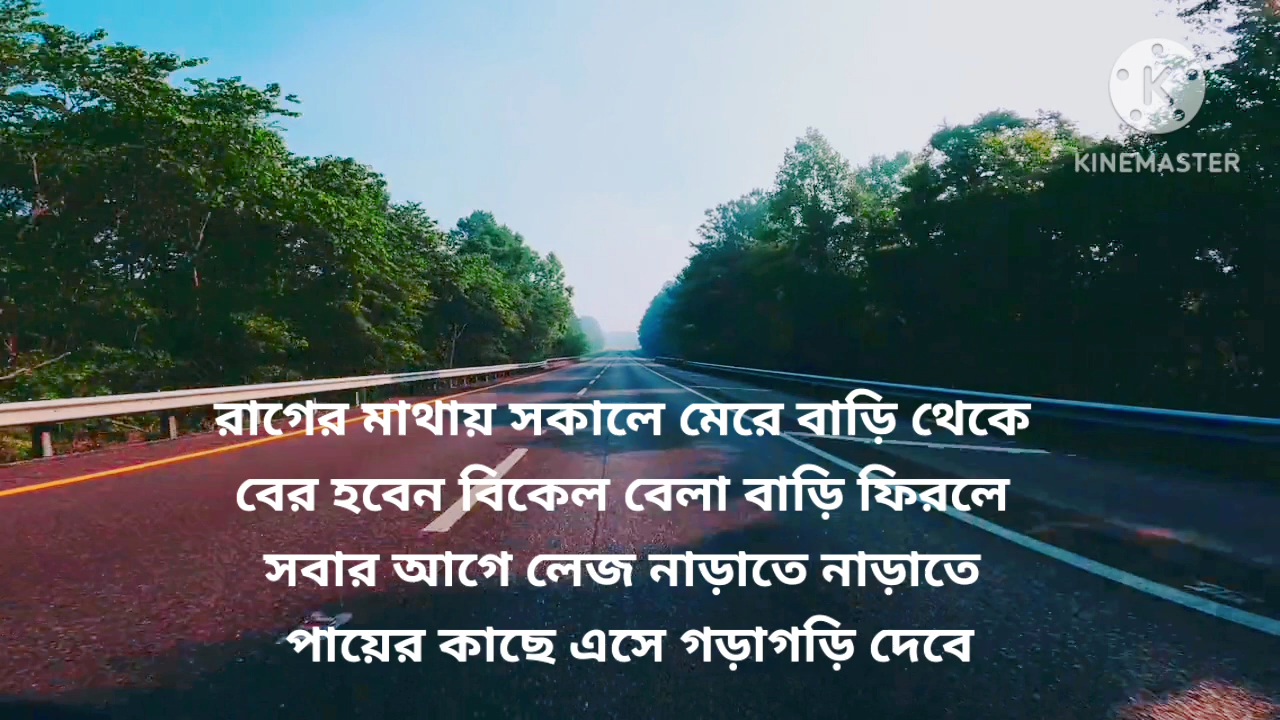 KINEMASTER
রাগের মাথায় সকালে মেরে বাড়ি থেকে
বের হবেন বিকেল বেলা বাড়ি ফিরলে
সবার আগে লেজ নাড়াতে নাড়াতে
পায়ের কাছে এসে গড়াগড়ি দেবে